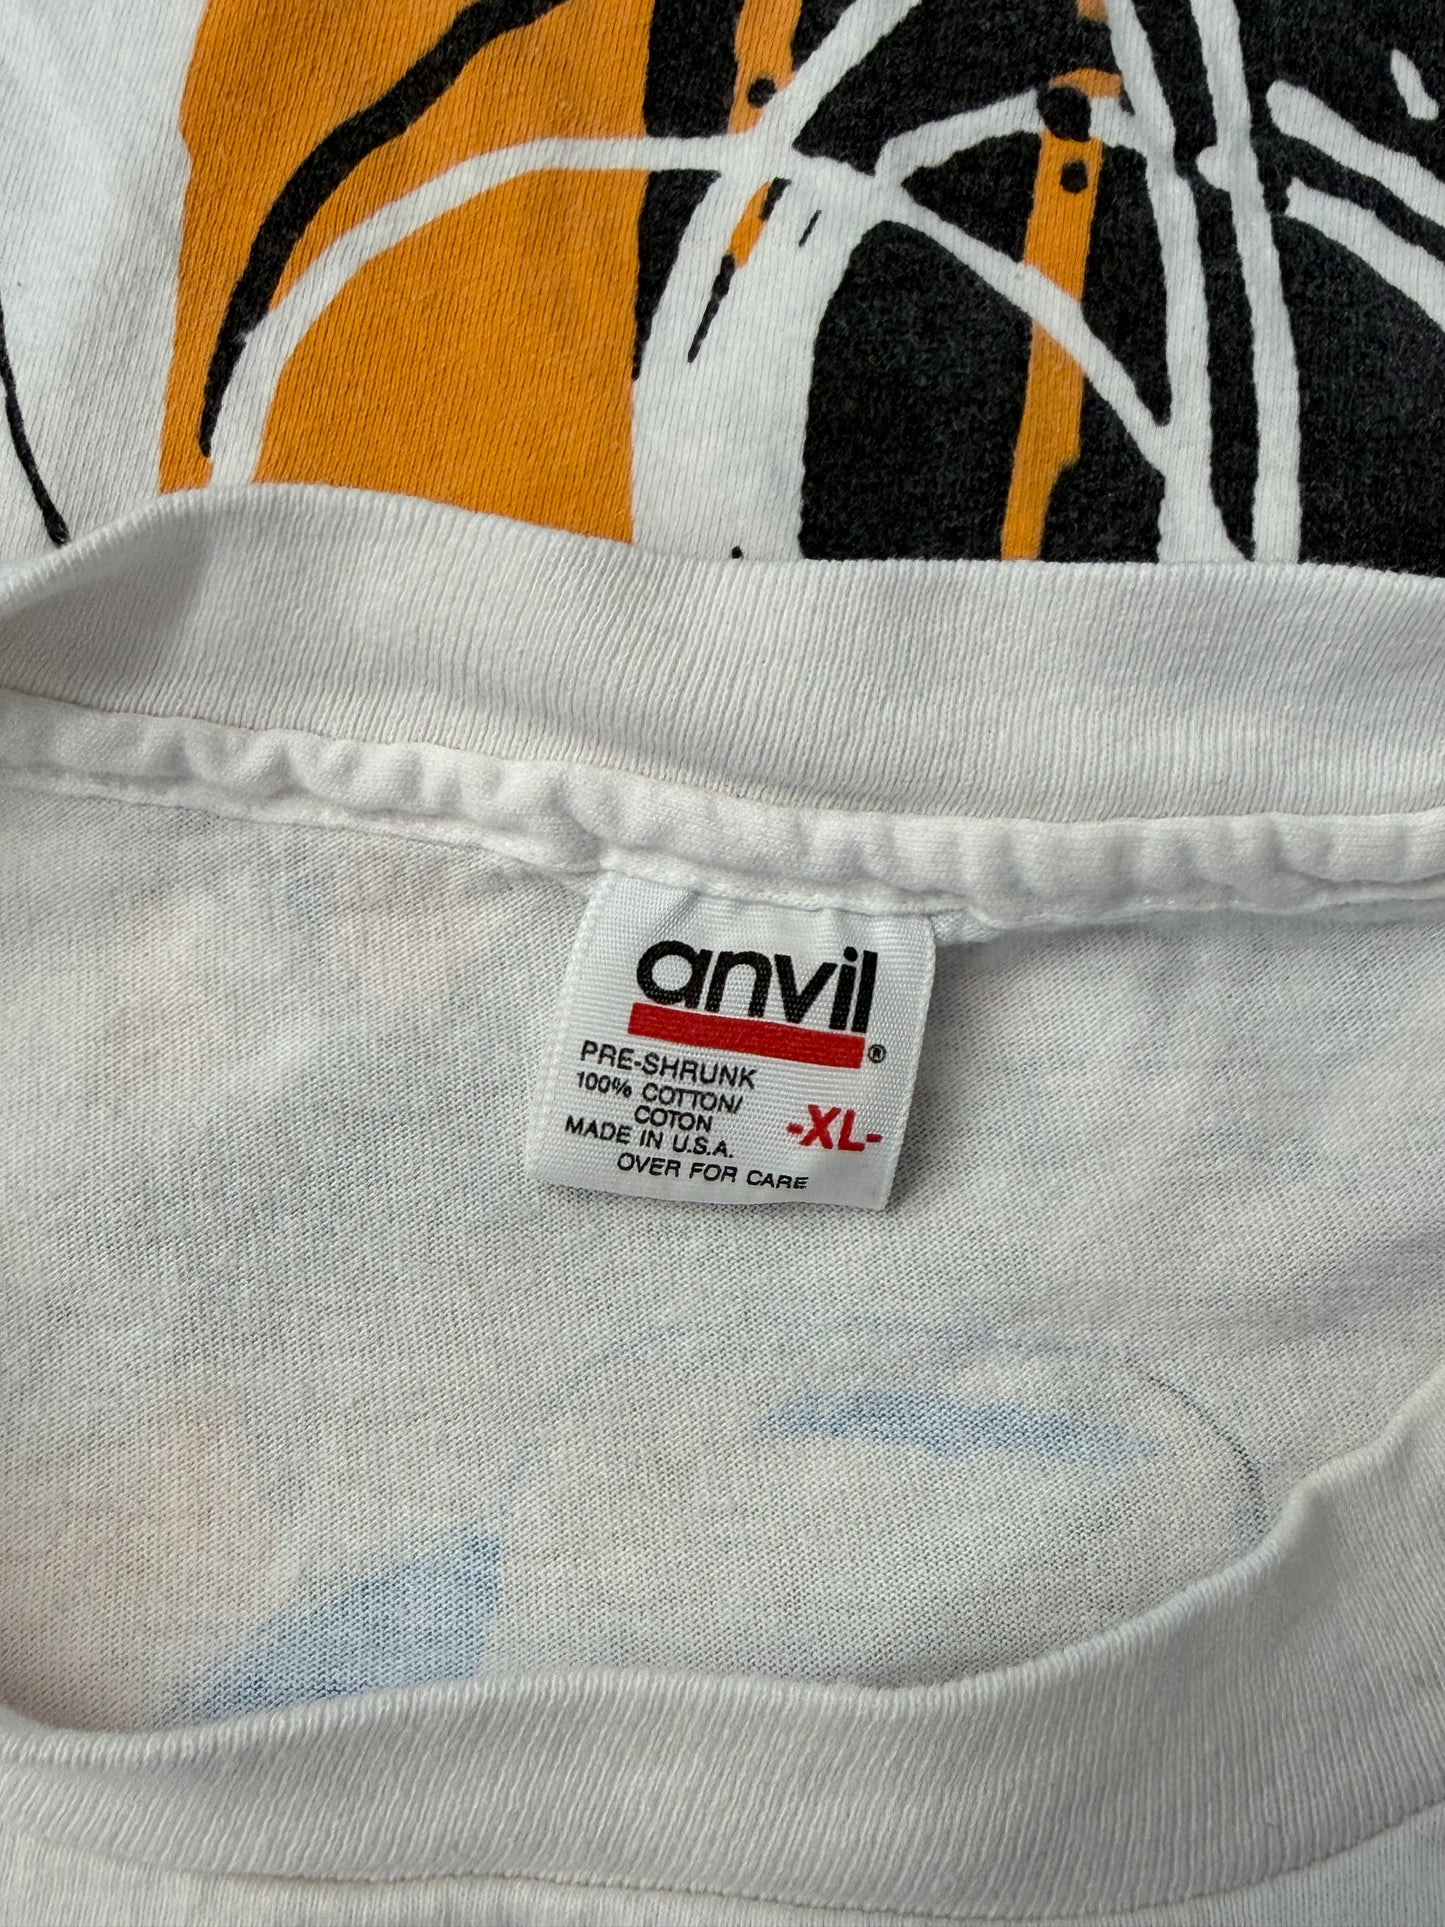 anvil®
PRE-SHRUNK
100% COTTON/
COTON
MADE IN U.S.A.
-XL-
OVER FOR CARE